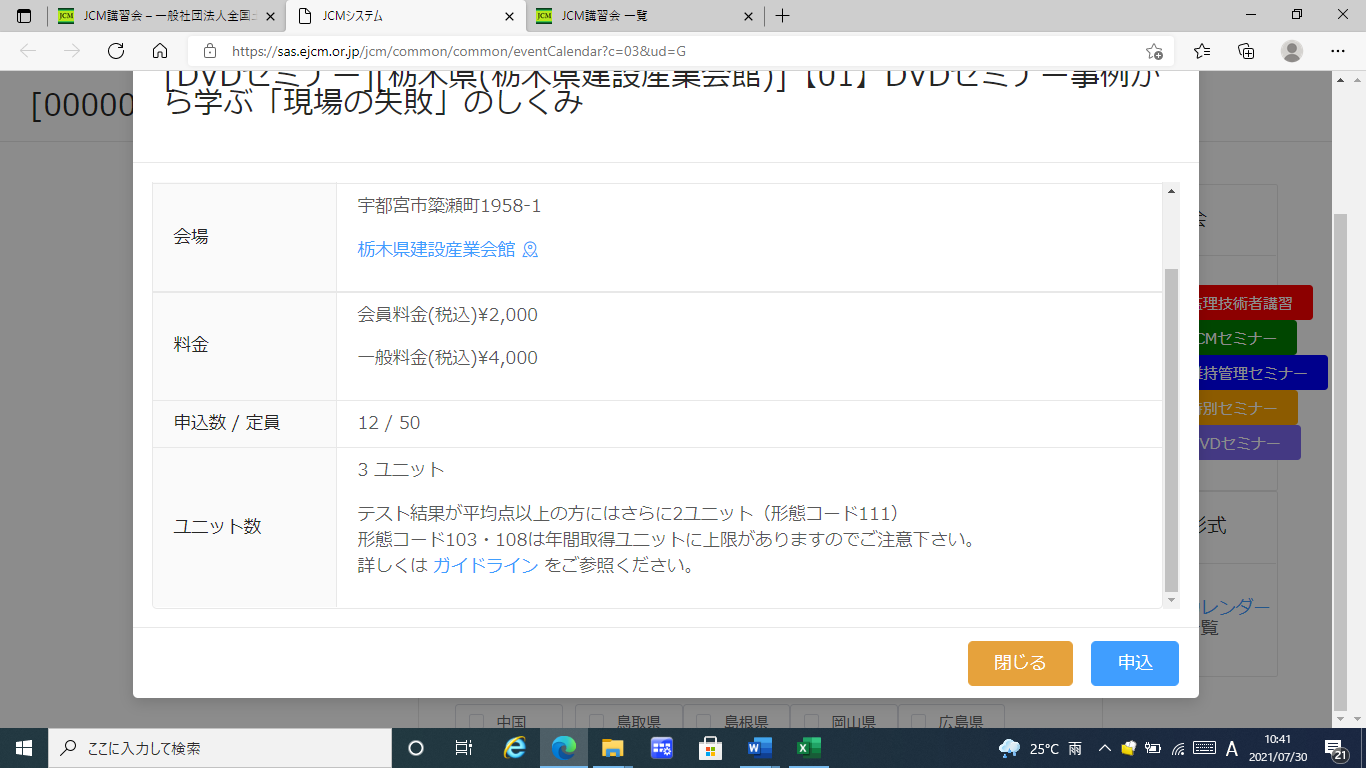 JCM講習会 – 一般社団法人全国土
JCMシステム
JCM講習会 一覧
https://sas.ejcm.or.jp/jcm/common/common/eventCalendar?c=03&ud=G
[00000
[DVDセミナー][栃木県(栃木県建設産業会館)]【01】DVDセミナー事例か
ら学ぶ「現場の失敗」のしくみ
会場
宇都宮市簗瀬町1958-1
栃木県建設産業会館
料金
会員料金(税込)¥2,000
一般料金(税込)¥4,000
申込数 / 定員
12 / 50
ユニット数
3 ユニット
テスト結果が平均点以上の方にはさらに2ユニット（形態コード111）
形態コード103・108は年間取得ユニットに上限がありますのでご注意下さい。
詳しくは ガイドライン をご参照ください。
閉じる
申込
会
理技術者講習
CMセミナー
持管理セミナー
別セミナー
VDセミナー
形式
レンダー
覧
中国
鳥取県
島根県
岡山県
広島県
ここに入力して検索
25°C 雨
A
10:41
2021/07/30
21